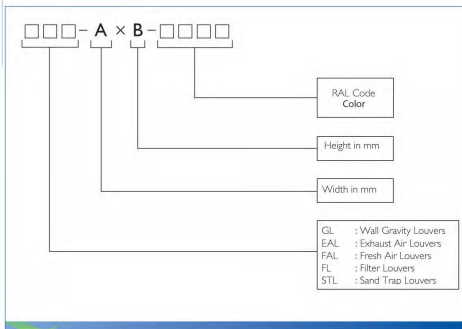 □□□ - A × B - □□□□
RAL Code
Color
Height in mm
Width in mm
GL : Wall Gravity Louvers
EAL : Exhaust Air Louvers
FAL : Fresh Air Louvers
FL : Filter Louvers
STL : Sand Trap Louvers